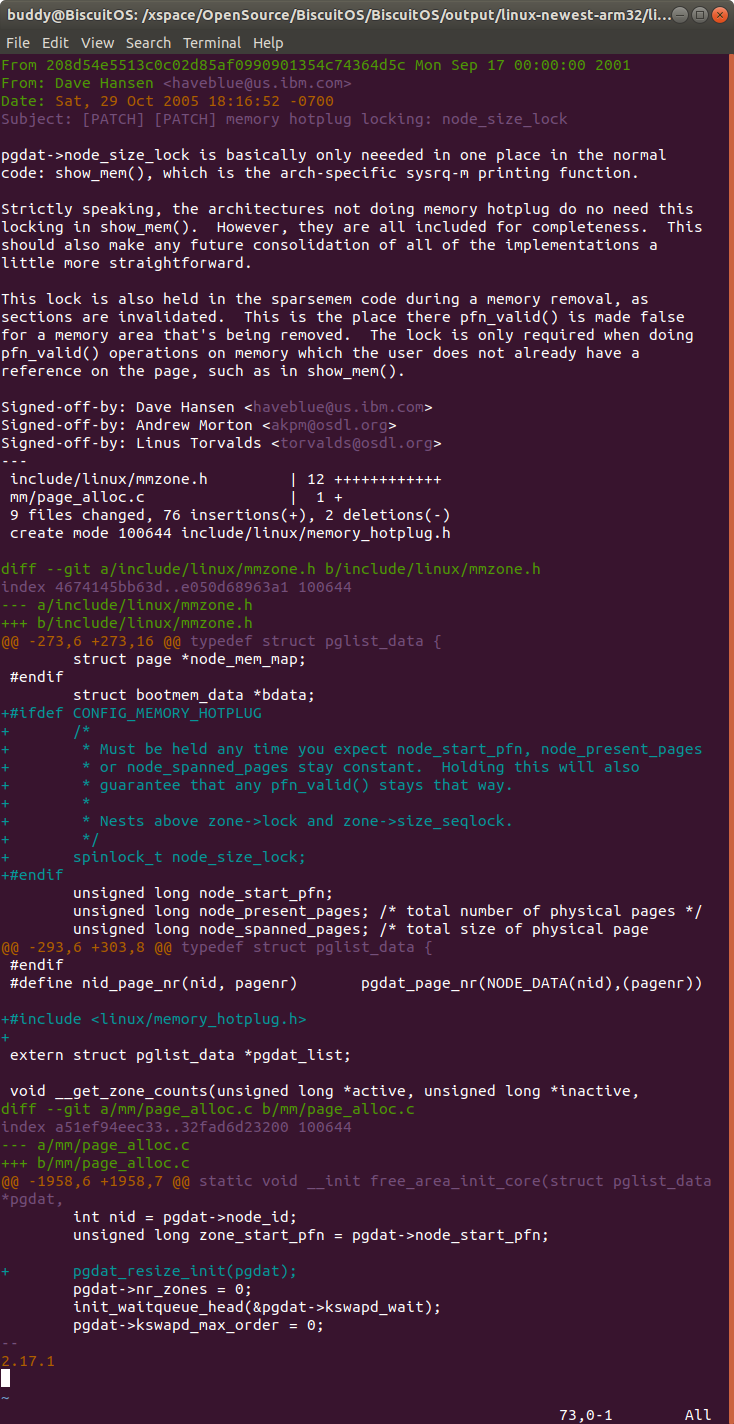 buddy@BiscuitOS: /xspace/OpenSource/BiscuitOS/BiscuitOS/output/linux-newest-arm32/li...
File Edit View Search Terminal Help
From 208d54e5513c0c02d85af0990901354c74364d5c Mon Sep 17 00:00:00 2001
From: Dave Hansen <haveblue@us.ibm.com>
Date: Sat, 29 Oct 2005 18:16:52 -0700
Subject: [PATCH] [PATCH] memory hotplug locking: node_size_lock

pgdat->node_size_lock is basically only neeeded in one place in the normal
code: show_mem(), which is the arch-specific sysrq-m printing function.

Strictly speaking, the architectures not doing memory hotplug do no need this
locking in show_mem().  However, they are all included for completeness.  This
should also make any future consolidation of all of the implementations a
little more straightforward.

This lock is also held in the sparsemem code during a memory removal, as
sections are invalidated.  This is the place there pfn_valid() is made false
for a memory area that's being removed.  The lock is only required when doing
pfn_valid() operations on memory which the user does not already have a
reference on the page, such as in show_mem().

Signed-off-by: Dave Hansen <haveblue@us.ibm.com>
Signed-off-by: Andrew Morton <akpm@osdl.org>
Signed-off-by: Linus Torvalds <torvalds@osdl.org>
---
 include/linux/mmzone.h         | 12 ++++++++++++
 mm/page_alloc.c                |  1 +
 9 files changed, 76 insertions(+), 2 deletions(-)
 create mode 100644 include/linux/memory_hotplug.h

diff --git a/include/linux/mmzone.h b/include/linux/mmzone.h
index 4674145bb63d..e050d68963a1 100644
--- a/include/linux/mmzone.h
+++ b/include/linux/mmzone.h
@@ -273,6 +273,16 @@ typedef struct pglist_data {
        struct page *node_mem_map;
 #endif
        struct bootmem_data *bdata;
+#ifdef CONFIG_MEMORY_HOTPLUG
+       /*
+        * Must be held any time you expect node_start_pfn, node_present_pages
+        * or node_spanned_pages stay constant.  Holding this will also
+        * guarantee that any pfn_valid() stays that way.
+        *
+        * Nests above zone->lock and zone->size_seqlock.
+        */
+       spinlock_t node_size_lock;
+#endif
        unsigned long node_start_pfn;
        unsigned long node_present_pages; /* total number of physical pages */
        unsigned long node_spanned_pages; /* total size of physical page
@@ -293,6 +303,8 @@ typedef struct pglist_data {
 #endif
 #define nid_page_nr(nid, pagenr)       pgdat_page_nr(NODE_DATA(nid),(pagenr))

+#include <linux/memory_hotplug.h>
+
 extern struct pglist_data *pgdat_list;

 void __get_zone_counts(unsigned long *active, unsigned long *inactive,
diff --git a/mm/page_alloc.c b/mm/page_alloc.c
index a51ef94eec33..32fad6d23200 100644
--- a/mm/page_alloc.c
+++ b/mm/page_alloc.c
@@ -1958,6 +1958,7 @@ static void __init free_area_init_core(struct pglist_data
*pgdat,
        int nid = pgdat->node_id;
        unsigned long zone_start_pfn = pgdat->node_start_pfn;

+       pgdat_resize_init(pgdat);
        pgdat->nr_zones = 0;
        init_waitqueue_head(&pgdat->kswapd_wait);
        pgdat->kswapd_max_order = 0;
--
2.17.1

~
73,0-1        All